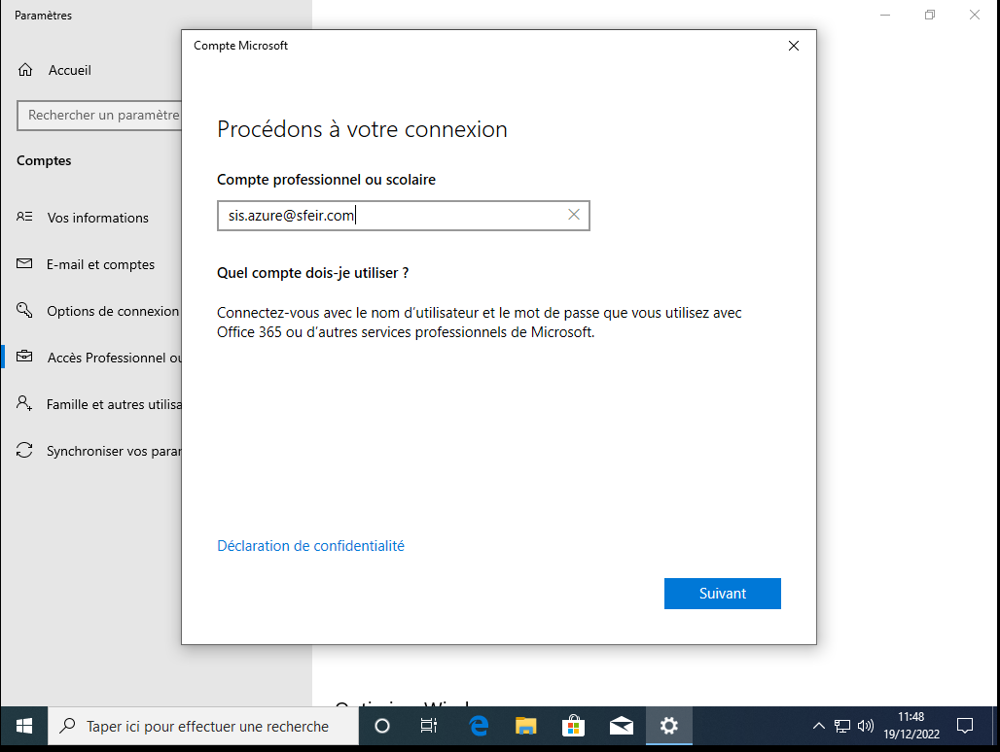 Paramètres
Compte Microsoft
Accueil
Rechercher un paramètre
Comptes
Vos informations
E-mail et comptes
Options de connexion
Accès Professionnel ou
Famille et autres utilisa
Synchroniser vos parar
Procédons à votre connexion
Compte professionnel ou scolaire
sis.azure@sfeir.com
Quel compte dois-je utiliser ?
Connectez-vous avec le nom d’utilisateur et le mot de passe que vous utilisez avec
Office 365 ou d’autres services professionnels de Microsoft.
Déclaration de confidentialité
Suivant
Taper ici pour effectuer une recherche
11:48
19/12/2022